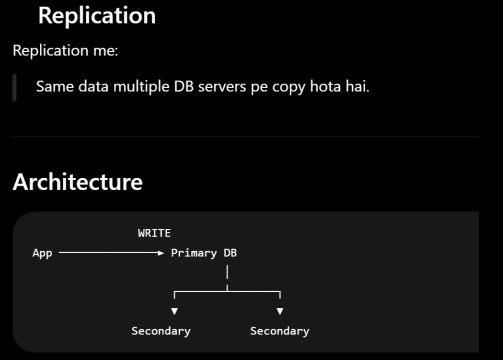 Replication
Replication me:
Same data multiple DB servers pe copy hota hai.
Architecture
WRITE
App Primary DB
Secondary Secondary